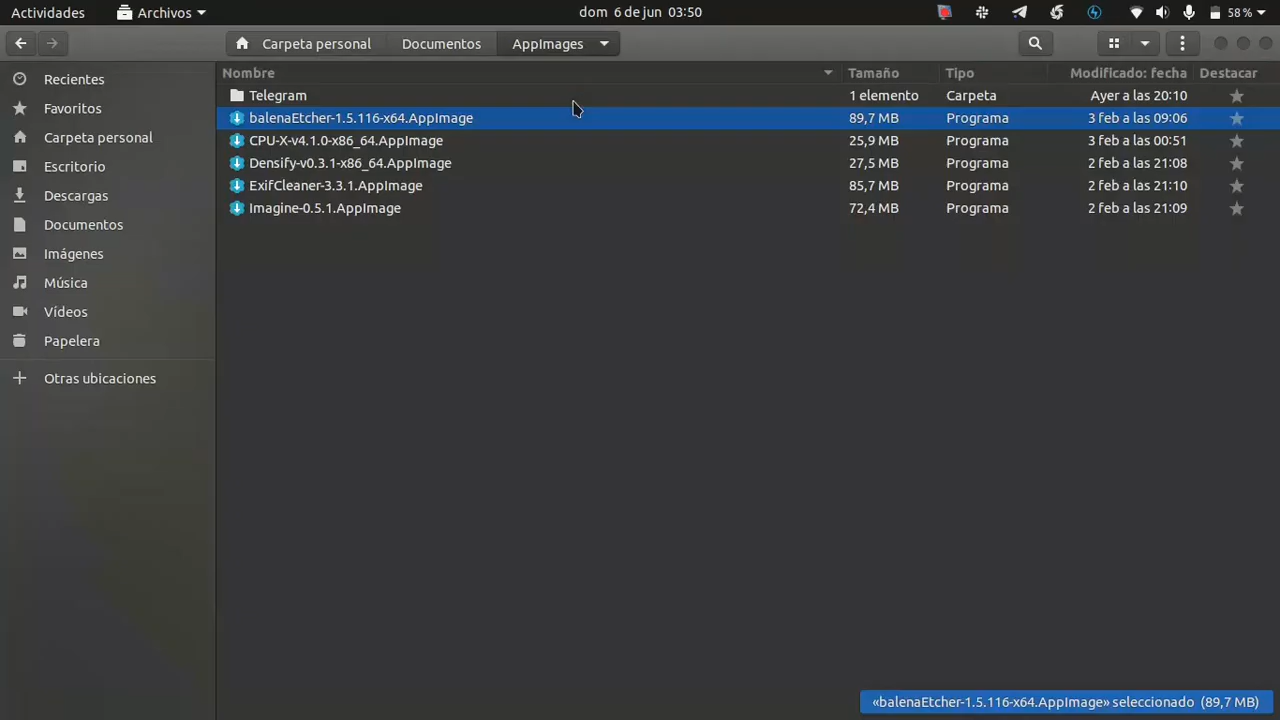 Actividades Archivos dom 6 de jun 03:50 58 %
Carpeta personal Documentos AppImages
Recientes
Favoritos
Carpeta personal
Escritorio
Descargas
Documentos
Imágenes
Música
Vídeos
Papelera
Otras ubicaciones
Nombre Tamaño Tipo Modificado: fecha Destacar
Telegram 1 elemento Carpeta Ayer a las 20:10
balenaEtcher-1.5.116-x64.AppImage 89,7 MB Programa 3 feb a las 09:06
CPU-X-v4.1.0-x86_64.AppImage 25,9 MB Programa 3 feb a las 00:51
Densify-v0.3.1-x86_64.AppImage 27,5 MB Programa 2 feb a las 21:08
ExifCleaner-3.3.1.AppImage 85,7 MB Programa 2 feb a las 21:10
Imagine-0.5.1.AppImage 72,4 MB Programa 2 feb a las 21:09
«balenaEtcher-1.5.116-x64.AppImage» seleccionado (89,7 MB)